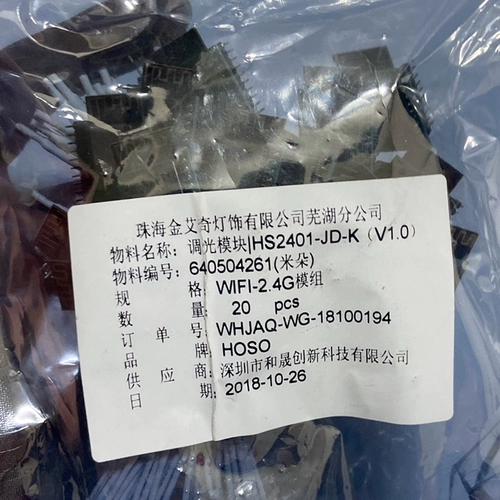 珠海金艾奇灯饰有限公司芜湖分公司
物料名称: 调光模块|HS2401-JD-K（V1.0）
物料编号: 640504261(米朵)
规 格: WIFI-2.4G模组
数 量: 20 pcs
订 单 号: WHJAQ-WG-18100194
品 牌: HOSO
供 应 商: 深圳市和晟创新科技有限公司
日 期: 2018-10-26